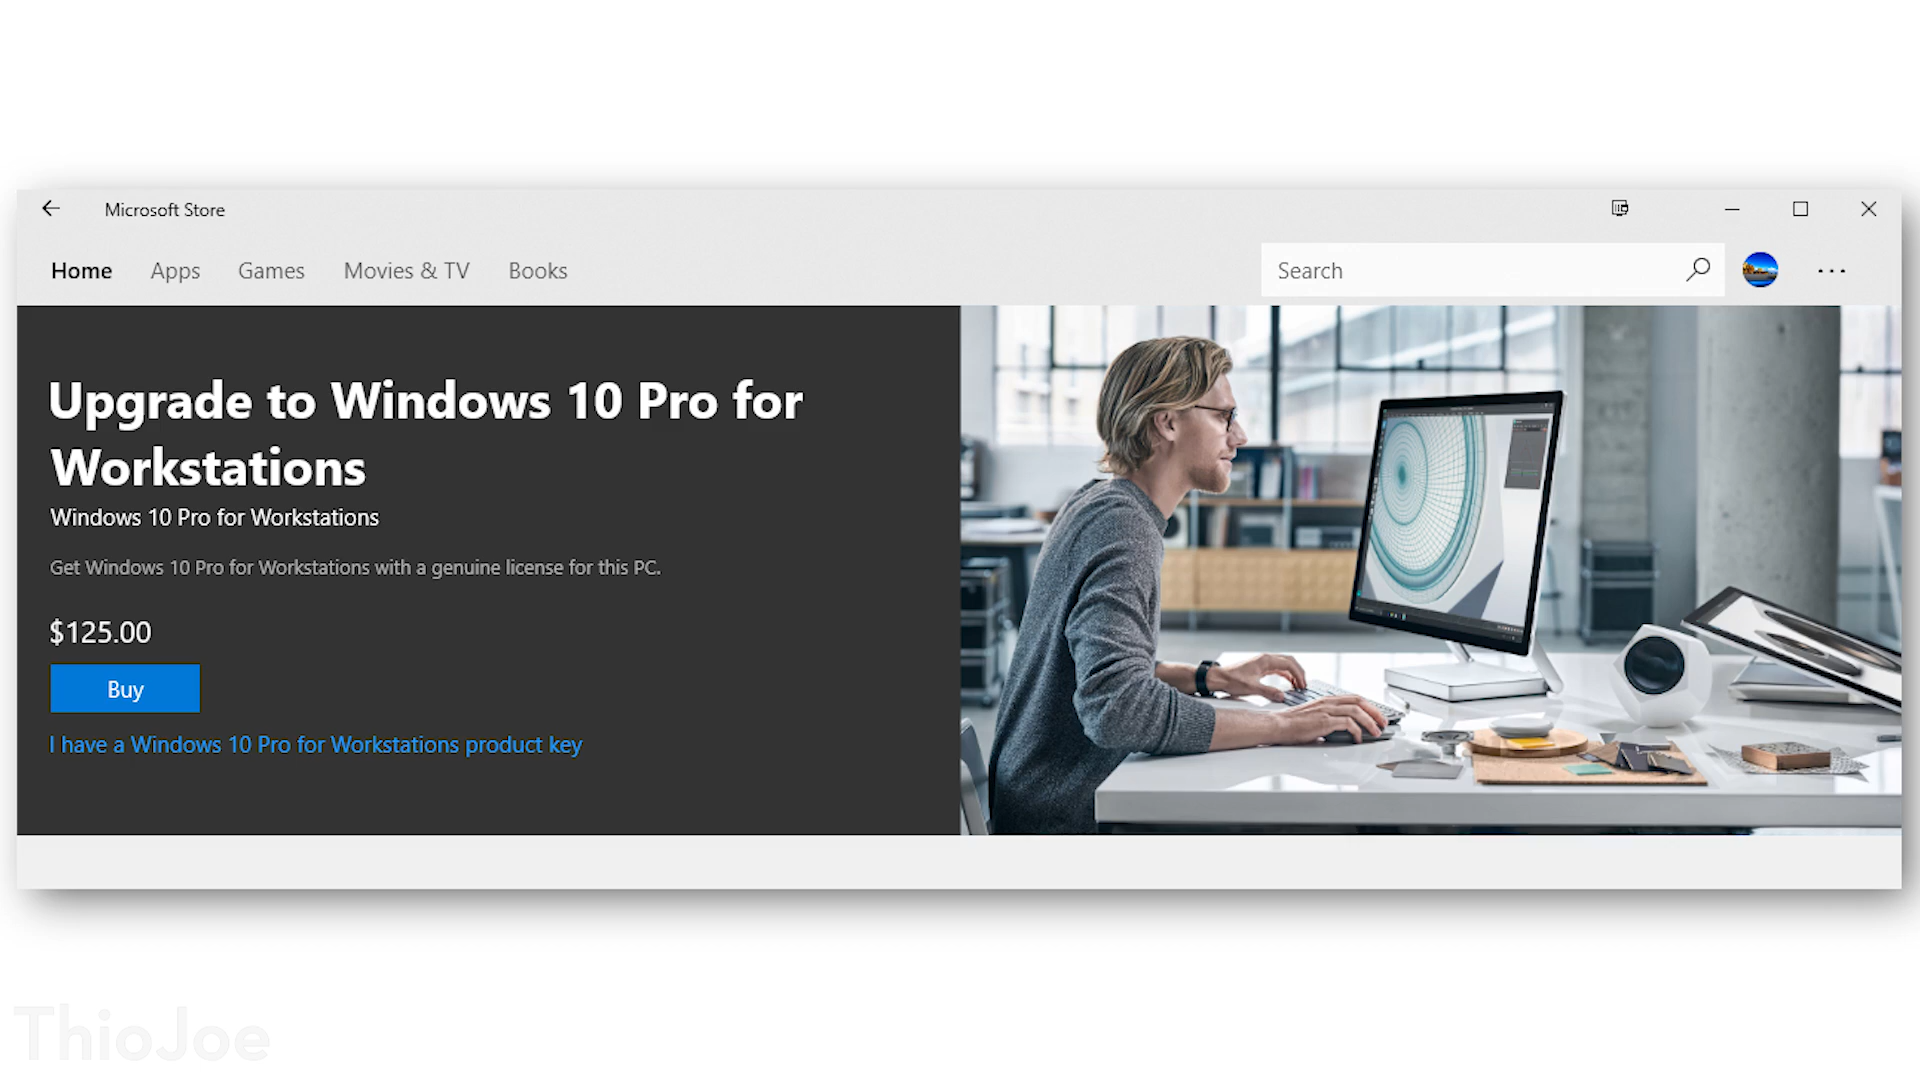 Microsoft Store
Home Apps Games Movies & TV Books
Search
Upgrade to Windows 10 Pro for
Workstations
Windows 10 Pro for Workstations
Get Windows 10 Pro for Workstations with a genuine license for this PC.
$125.00
Buy
I have a Windows 10 Pro for Workstations product key
ThioJoe